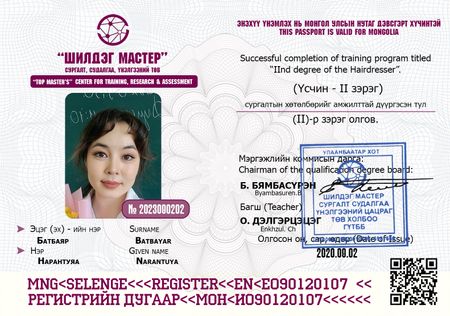 "ШИЛДЭГ МАСТЕР"
СУРГАЛТ, СУДАЛГАА, ҮНЭЛГЭЭНИЙ ТӨВ
"TOP MASTER'S" CENTER FOR TRAINING, RESEARCH & ASSESSMENT
№ 2023000202
Эцэг (эх) - ийн нэр
Батбаяр
Surname
Batbayar
Нэр
Нарантуяа
Given name
Narantuya
ЭНЭХҮҮ ҮНЭМЛЭХ НЬ МОНГОЛ УЛСЫН НУТАГ ДЭВСГЭРТ ХҮЧИНТЭЙ
THIS PASSPORT IS VALID FOR MONGOLIA
Successful completion of training program titled
"IInd degree of the Hairdresser".
(Үсчин - II зэрэг)
сургалтын хөтөлбөрийг амжилттай дүүргэсэн тул
(II)-р зэрэг олгов.
Мэргэжлийн коммисын дарга:
Chairman of the qualification degree board:
Б. БЯМБАСҮРЭН
Byambasuren.B
Багш (Teacher)
О. ДЭЛГЭРЦЭЦЭГ
Enkhzul. Ch
Олгосон он, сар, өдөр (Date of Issue)
2020.09.02
УЛААНБААТАР ХОТ
ШИЛДЭГ МАСТЕР
СУРГАЛТ СУДАЛГАА
ҮНЭЛГЭЭНИЙ ЦАЦРАГ
ТӨВ ХОЛБОО
ГҮТББ
MNG<SELENGE<<<REGISTER<<EN<EO90120107 <<
РЕГИСТРИЙН ДУГААР<<МОН<ИО90120107<<<<<<